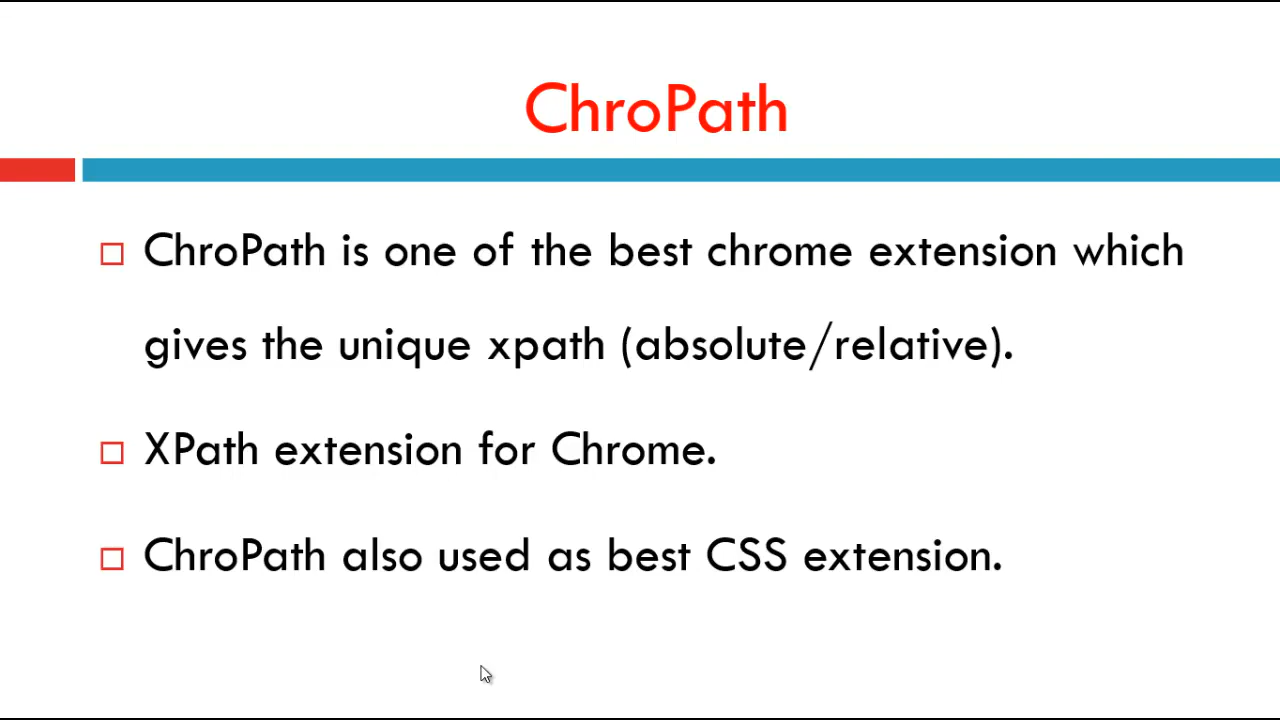 ChroPath
ChroPath is one of the best chrome extension which
gives the unique xpath (absolute/relative).
XPath extension for Chrome.
ChroPath also used as best CSS extension.